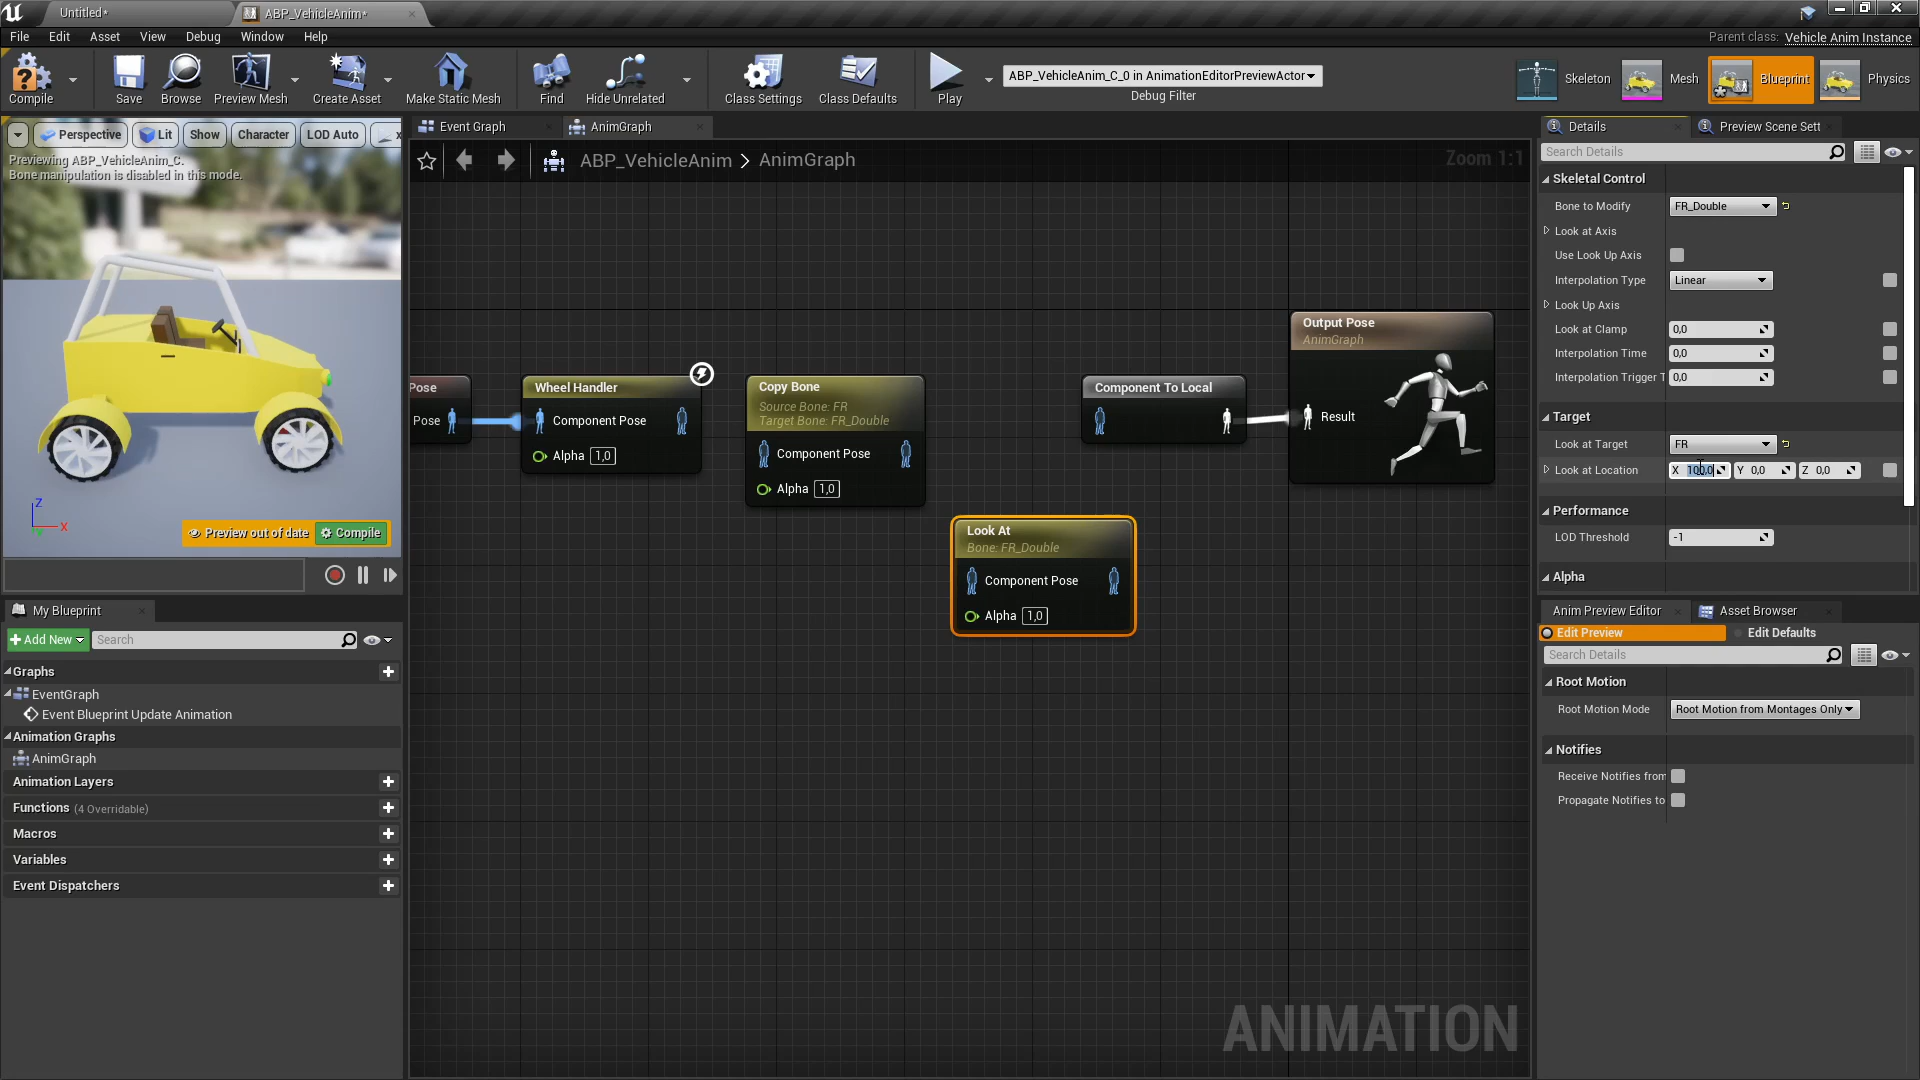 Untitled*
ABP_VehicleAnim*
File Edit Asset View Debug Window Help
Parent class: Vehicle Anim Instance
Compile
Save
Browse
Preview Mesh
Create Asset
Make Static Mesh
Find
Hide Unrelated
Class Settings
Class Defaults
Play
ABP_VehicleAnim_C_0 in AnimationEditorPreviewActor
Debug Filter
Skeleton
Mesh
Blueprint
Physics
Perspective
Lit
Show
Character
LOD Auto
x
Previewing ABP_VehicleAnim_C.
Bone manipulation is disabled in this mode.
Z
X
Preview out of date
Compile
Event Graph
AnimGraph
ABP_VehicleAnim > AnimGraph
Zoom 1:1
Pose
Pose
Wheel Handler
Component Pose
Alpha 1,0
Copy Bone
Source Bone: FR
Target Bone: FR_Double
Component Pose
Alpha 1,0
Look At
Bone: FR_Double
Component Pose
Alpha 1,0
Component To Local
Output Pose
AnimGraph
Result
ANIMATION
My Blueprint
Add New
Search
Graphs
EventGraph
Event Blueprint Update Animation
Animation Graphs
AnimGraph
Animation Layers
Functions (4 Overridable)
Macros
Variables
Event Dispatchers
Details
Preview Scene Sett
Search Details
Skeletal Control
Bone to Modify FR_Double
Look at Axis
Use Look Up Axis
Interpolation Type Linear
Look Up Axis
Look at Clamp 0,0
Interpolation Time 0,0
Interpolation Trigger T 0,0
Target
Look at Target FR
Look at Location X 100,0 Y 0,0 Z 0,0
Performance
LOD Threshold -1
Alpha
Anim Preview Editor
Asset Browser
Edit Preview
Edit Defaults
Search Details
Root Motion
Root Motion Mode Root Motion from Montages Only
Notifies
Receive Notifies from
Propagate Notifies to